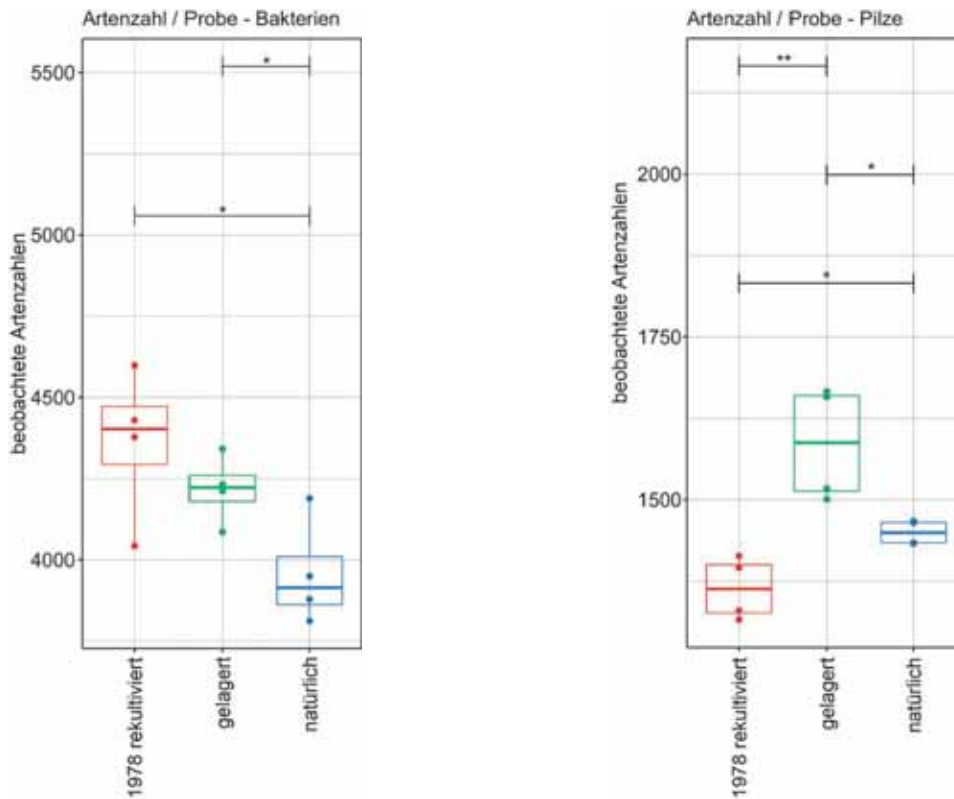 Artenzahl / Probe - Bakterien
beobachtete Artenzahlen
5500
5000
4500
4000
*
*
1978 rekultiviert
gelagert
natürlich
Artenzahl / Probe - Pilze
beobachtete Artenzahlen
2000
1750
1500
**
*
*
1978 rekultiviert
gelagert
natürlich